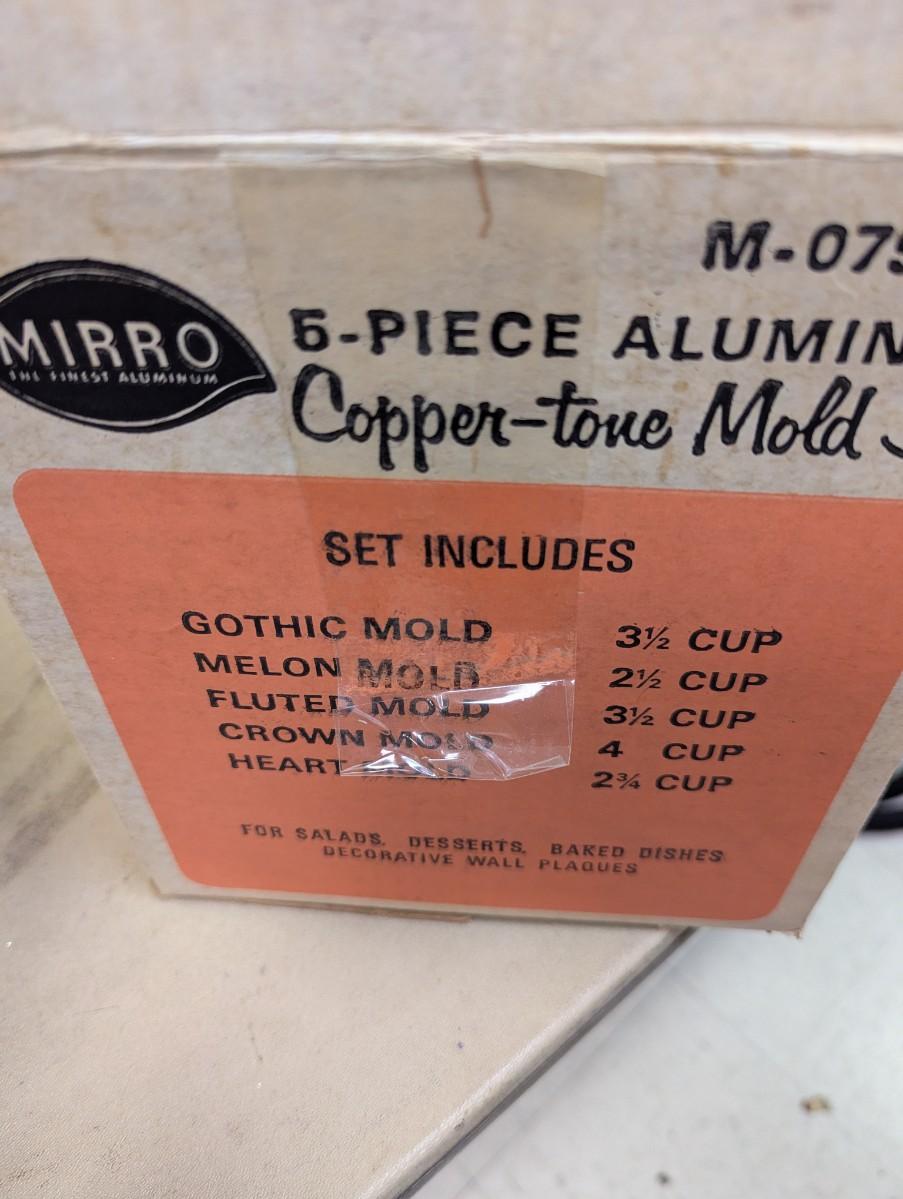 M-079
MIRRO
THE FINEST ALUMINUM
5-PIECE ALUMIN
Copper-tone Mold
SET INCLUDES
GOTHIC MOLD 3½ CUP
MELON MOLD 2½ CUP
FLUTED MOLD 3½ CUP
CROWN MOLD 4 CUP
HEART MOLD 2¾ CUP
FOR SALADS, DESSERTS, BAKED DISHES
DECORATIVE WALL PLAQUES